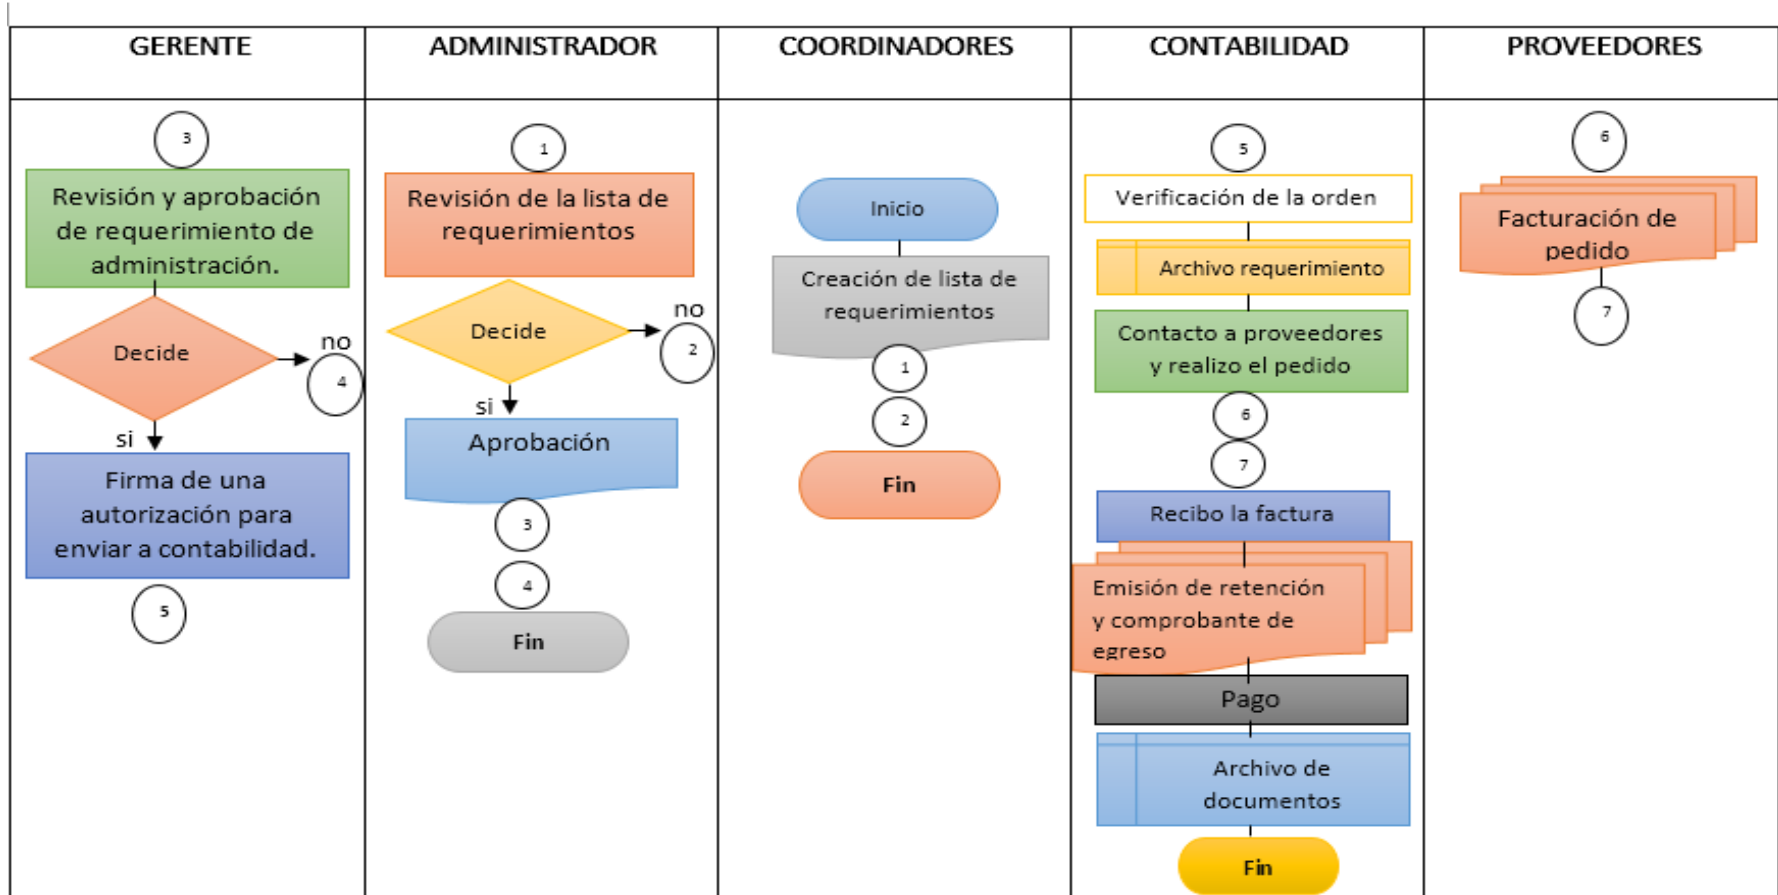 GERENTE
ADMINISTRADOR
COORDINADORES
CONTABILIDAD
PROVEEDORES
3
Revisión y aprobación
de requerimiento de
administración.
Decide
no
4
si
Firma de una
autorización para
enviar a contabilidad.
5
1
Revisión de la lista de
requerimientos
Decide
no
2
si
Aprobación
3
4
Fin
Inicio
Creación de lista de
requerimientos
1
2
Fin
5
Verificación de la orden
Archivo requerimiento
Contacto a proveedores
y realizo el pedido
6
7
Recibo la factura
Emisión de retención
y comprobante de
egreso
Pago
Archivo de
documentos
Fin
6
Facturación de
pedido
7